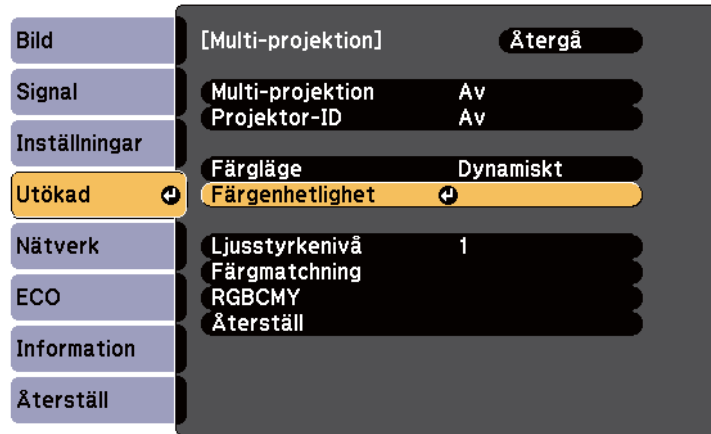 Bild
Signal
Inställningar
Utökad
Nätverk
ECO
Information
Återställ
[Multi-projektion] Återgå
Multi-projektion Av
Projektor-ID Av
Färgläge Dynamiskt
Färgenhetlighet
Ljusstyrkenivå 1
Färgmatchning
RGBCMY
Återställ